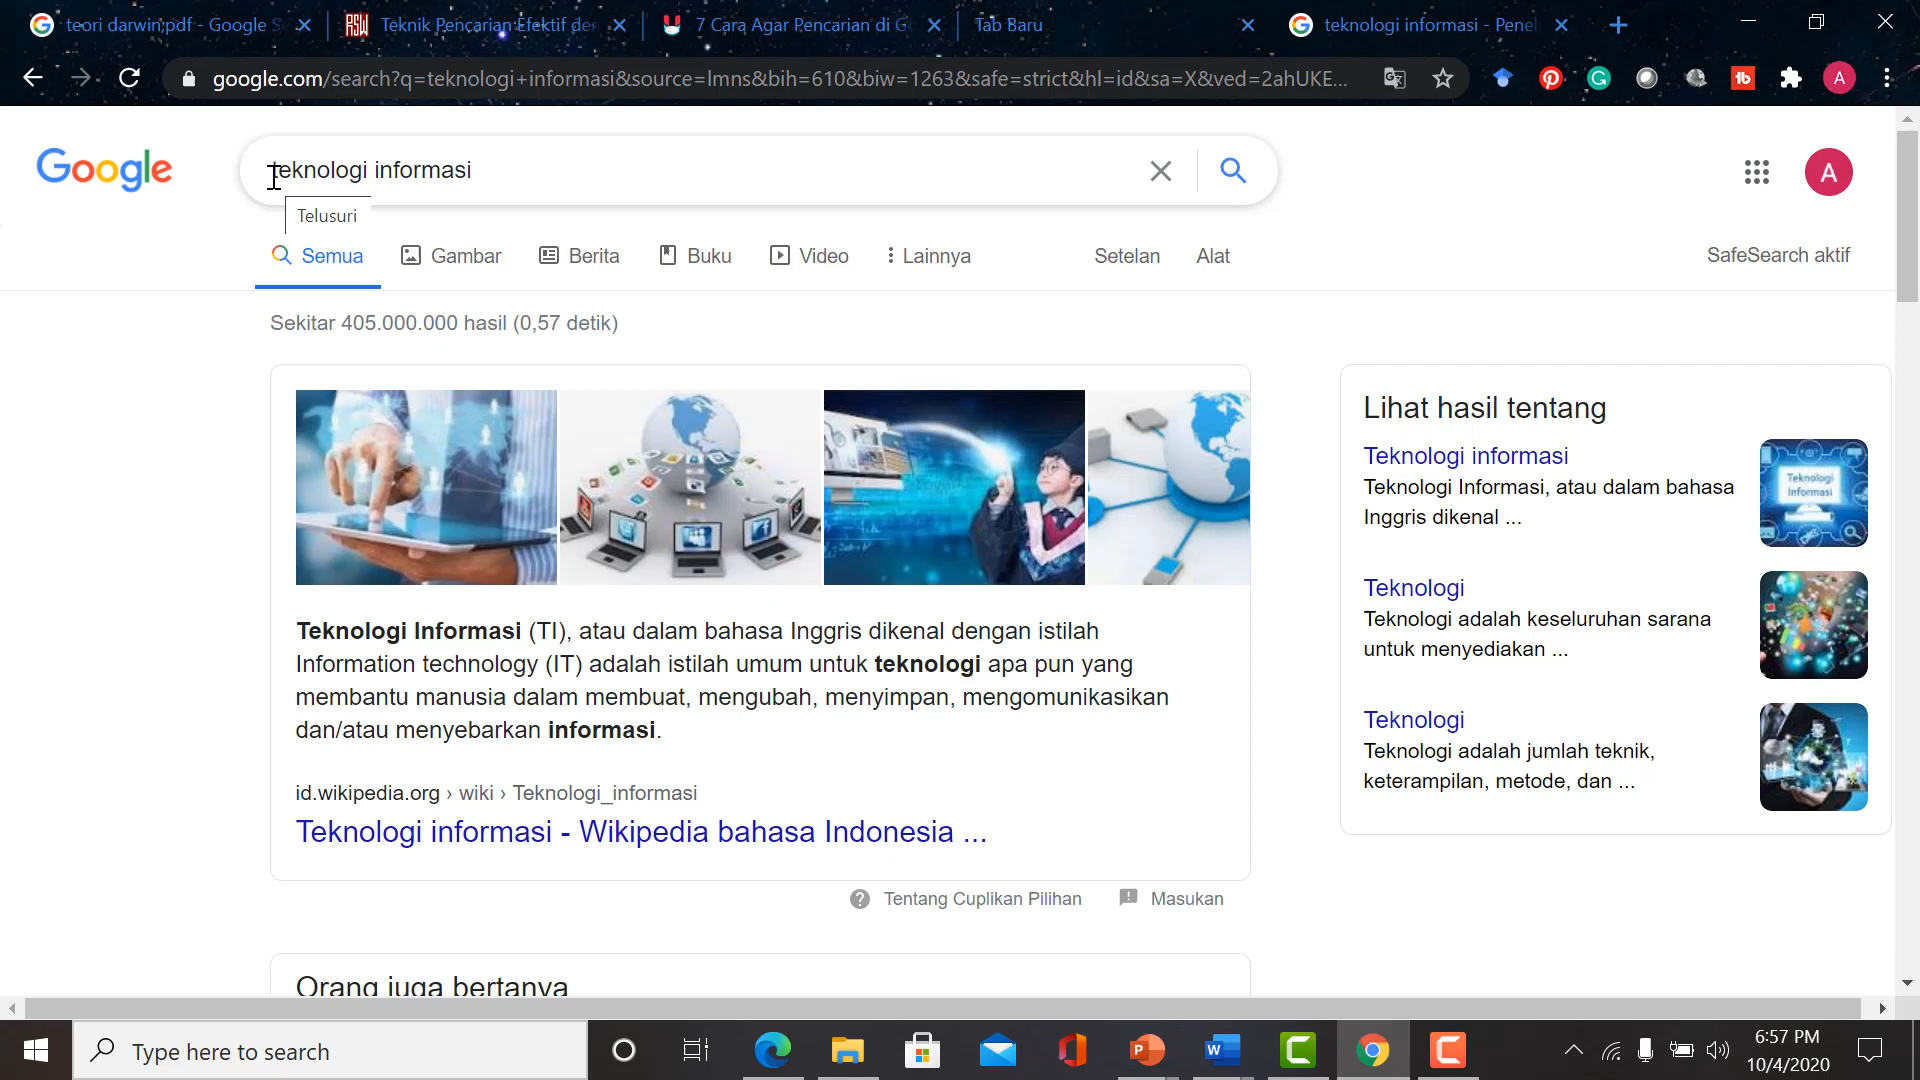 teori darwin;pdf - Google S
Teknik Pencarian Efektif de
7 Cara Agar Pencarian di G
Tab Baru
teknologi informasi - Penel
google.com/search?q=teknologi+informasi&source=lmns&bih=610&biw=1263&safe=strict&hl=id&sa=X&ved=2ahUKE...
A
Google
teknologi informasi
A
Telusuri
Semua
Gambar
Berita
Buku
Video
Lainnya
Setelan
Alat
SafeSearch aktif
Sekitar 405.000.000 hasil (0,57 detik)
Teknologi Informasi (TI), atau dalam bahasa Inggris dikenal dengan istilah
Information technology (IT) adalah istilah umum untuk teknologi apa pun yang
membantu manusia dalam membuat, mengubah, menyimpan, mengomunikasikan
dan/atau menyebarkan informasi.
id.wikipedia.org › wiki › Teknologi_informasi
Teknologi informasi - Wikipedia bahasa Indonesia ...
Tentang Cuplikan Pilihan
Masukan
Orang juga bertanya
Lihat hasil tentang
Teknologi informasi
Teknologi Informasi, atau dalam bahasa
Inggris dikenal ...
Teknologi
Informasi
Teknologi
Teknologi adalah keseluruhan sarana
untuk menyediakan ...
Teknologi
Teknologi adalah jumlah teknik,
keterampilan, metode, dan ...
Type here to search
6:57 PM
10/4/2020